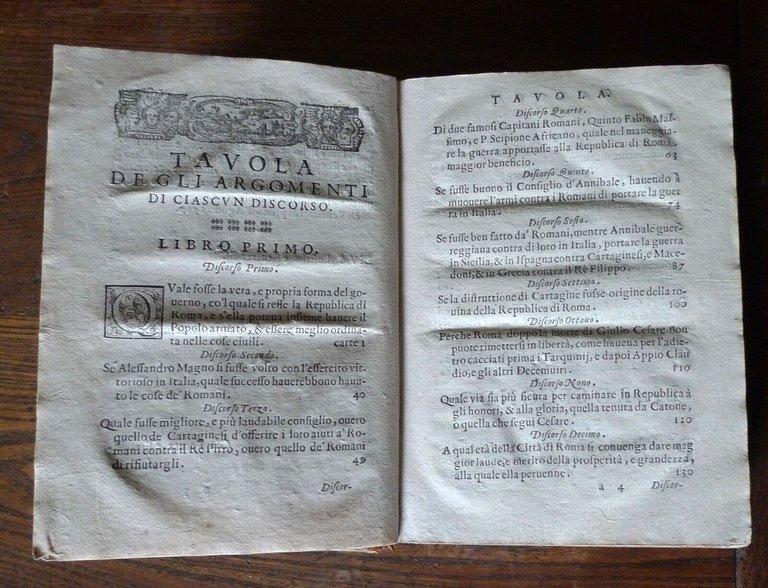 TAVOLA
DEGLI ARGOMENTI
DI CIASCVN DISCORSO.
LIBRO PRIMO.
Discorso Primo.
QVale fosse la vera, e propria forma del go-
uerno, co'l quale si resse la Republica di
Roma, e s'ella poteua insieme hauere il
Popolo armato, & essere meglio ordina
ta nelle cose ciuili. carte 1
Discorso Secondo.
Se Alessandro Magno si fusse volto con l'essercito vit-
torioso in Italia, quale successo hauerebbono hauu-
to le cose de' Romani. 40
Discorso Terzo.
Quale fusse migliore, e più laudabile consiglio, ouero
quello de' Cartaginesi d'offerire i loro aiuti a' Ro-
mani contra il Rè Pirro, ouero quello de' Romani
di rifiutargli. 49
Discor-
TAVOLA.
Discorso Quarto.
Di due famosi Capitani Romani, Quinto Fabio Mas-
simo, e P. Scipione Africano, quale nel maneggia-
re la guerra apportasse alla Republica di Roma
maggior beneficio. 63
Discorso Quinto.
Se fusse buono il Consiglio d'Annibale, hauendo à
muouere l'armi contra i Romani di portare la guer
ra in Italia. 74
Discorso Sesto.
Se fusse ben fatto da' Romani, mentre Annibale guer-
reggiaua contra di loro in Italia, portare la guerra
in Sicilia, & in Ispagna contra Cartaginesi, e Mace-
doni, & in Grecia contra il Rè Filippo. 87
Discorso Settimo.
Se la distruttione di Cartagine fusse origine della ro-
uina della Republica di Roma. 100
Discorso Ottauo.
Perche Roma doppo la morte di Giulio Cesare non
puote rimettersi in libertà, come haueua per l'adie-
tro cacciati prima i Tarquinij, e dapoi Appio Clau
dio, e gli altri Decemuiri. 110
Discorso Nono.
Quale via sia più sicura per caminare in Republica à
gli honori, & alla gloria, quella tenuta da Catone,
o quella che seguì Cesare. 120
Discorso Decimo.
A qual età della Città di Roma si conuenga dare mag
gior laude, e merito della prosperità, e grandezza,
alla quale ella peruenne. 130
a 4 Discor-